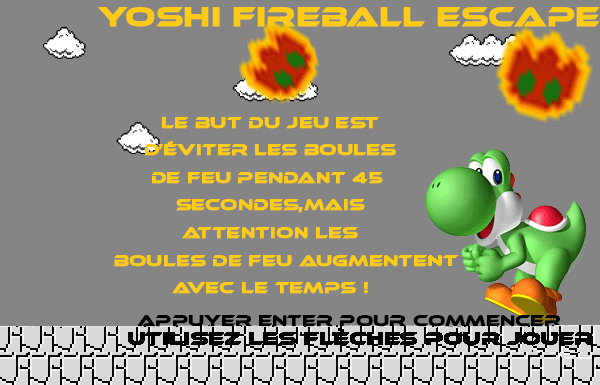 YOSHI FIREBALL ESCAPE
LE BUT DU JEU EST
D'ÉVITER LES BOULES
DE FEU PENDANT 45
SECONDES,MAIS
ATTENTION LES
BOULES DE FEU AUGMENTENT
AVEC LE TEMPS !
APPUYER ENTER POUR COMMENCER
UTILISEZ LES FLÈCHES POUR JOUER